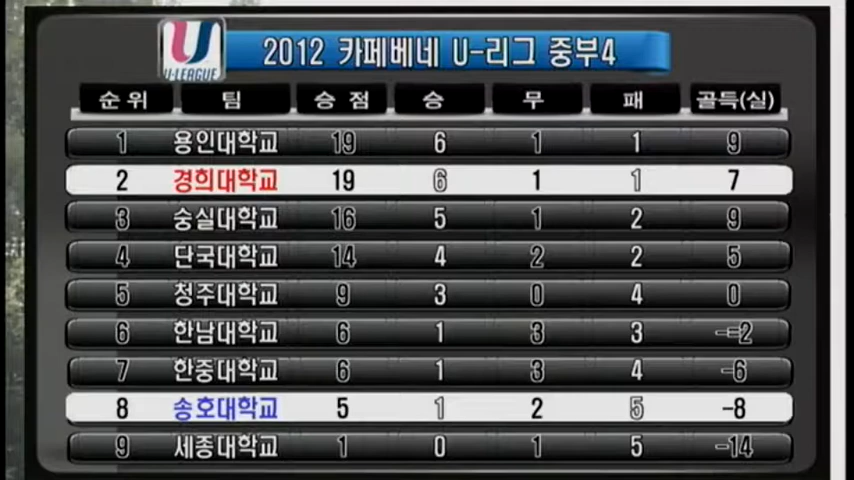 U-LEAGUE
2012 카페베네 U-리그 중부4
순위 팀 승점 승 무 패 골득(실)
1 용인대학교 19 6 1 1 9
2 경희대학교 19 6 1 1 7
3 숭실대학교 16 5 1 2 9
4 단국대학교 14 4 2 2 5
5 청주대학교 9 3 0 4 0
6 한남대학교 6 1 3 3 -=2
7 한중대학교 6 1 3 4 -6
8 송호대학교 5 1 2 5 -8
9 세종대학교 1 0 1 5 -14